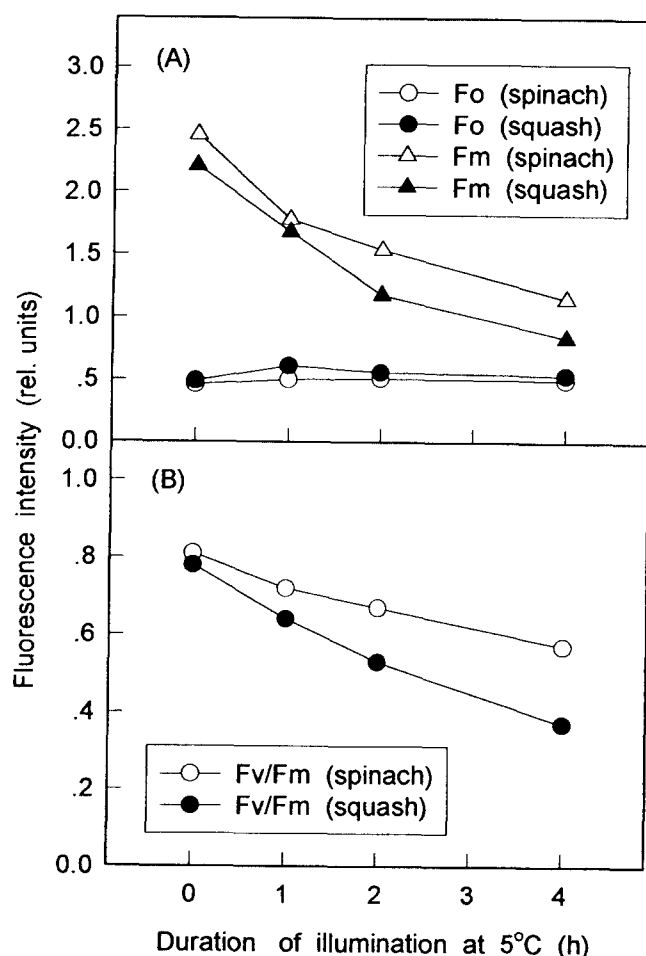 (A)
Fo (spinach)
Fo (squash)
Fm (spinach)
Fm (squash)
3.0
2.5
2.0
1.5
1.0
.5
0.0
Fluorescence intensity (rel. units)
(B)
1.0
.8
.6
.4
.2
0.0
Fv/Fm (spinach)
Fv/Fm (squash)
0 1 2 3 4
Duration of illumination at 5°C (h)